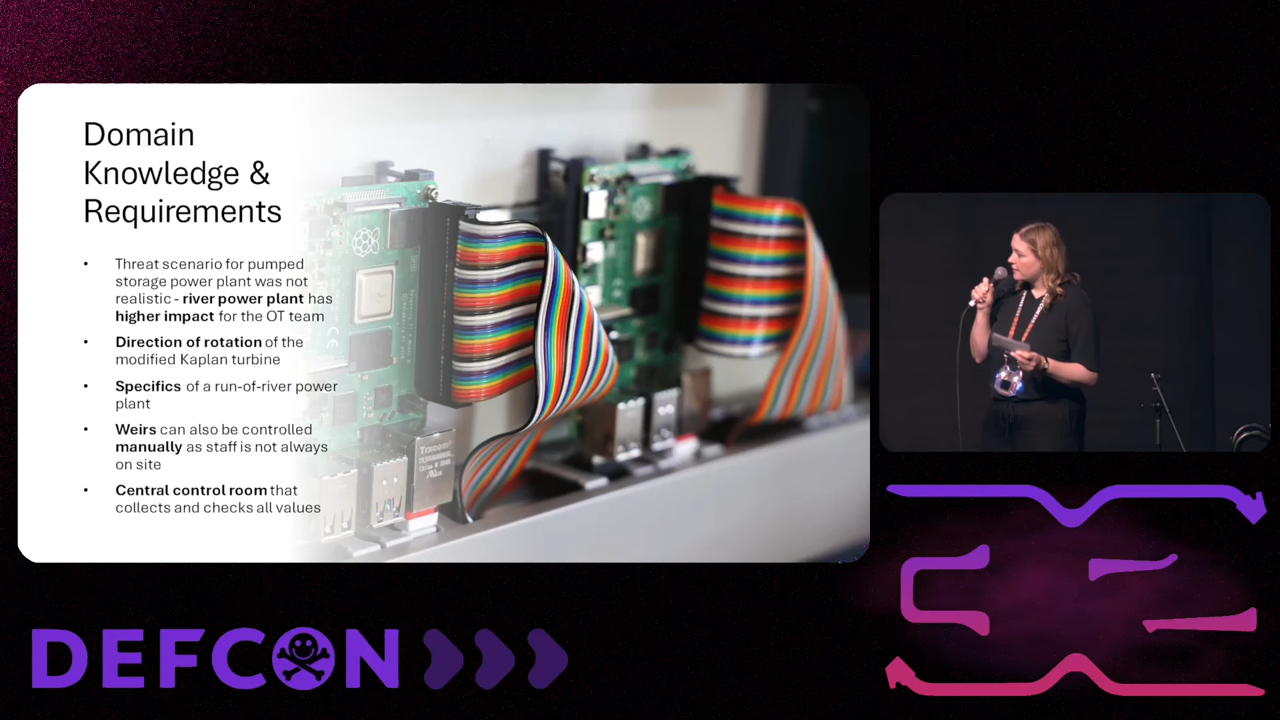 Domain
Knowledge &
Requirements
• Threat scenario for pumped
storage power plant was not
realistic - river power plant has
higher impact for the OT team
• Direction of rotation of the
modified Kaplan turbine
• Specifics of a run-of-river power
plant
• Weirs can also be controlled
manually as staff is not always
on site
• Central control room that
collects and checks all values
DEFCON